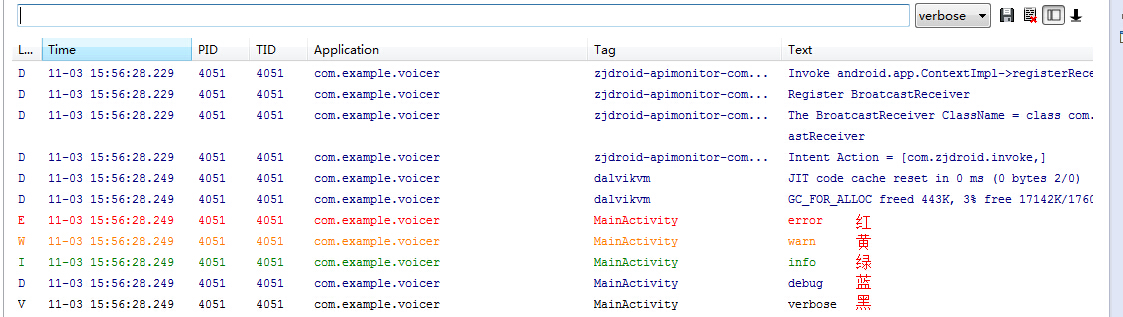 verbose
L... Time PID TID Application Tag Text
D 11-03 15:56:28.229 4051 4051 com.example.voicer zjdroid-apimonitor-com... Invoke android.app.ContextImpl->registerRece
D 11-03 15:56:28.229 4051 4051 com.example.voicer zjdroid-apimonitor-com... Register BroatcastReceiver
D 11-03 15:56:28.229 4051 4051 com.example.voicer zjdroid-apimonitor-com... The BroatcastReceiver ClassName = class com.
astReceiver
D 11-03 15:56:28.229 4051 4051 com.example.voicer zjdroid-apimonitor-com... Intent Action = [com.zjdroid.invoke,]
D 11-03 15:56:28.249 4051 4051 com.example.voicer dalvikvm JIT code cache reset in 0 ms (0 bytes 2/0)
D 11-03 15:56:28.249 4051 4051 com.example.voicer dalvikvm GC_FOR_ALLOC freed 443K, 3% free 17142K/1760
E 11-03 15:56:28.249 4051 4051 com.example.voicer MainActivity error 红
W 11-03 15:56:28.249 4051 4051 com.example.voicer MainActivity warn 黄
I 11-03 15:56:28.249 4051 4051 com.example.voicer MainActivity info 绿
D 11-03 15:56:28.249 4051 4051 com.example.voicer MainActivity debug 蓝
V 11-03 15:56:28.249 4051 4051 com.example.voicer MainActivity verbose 黑